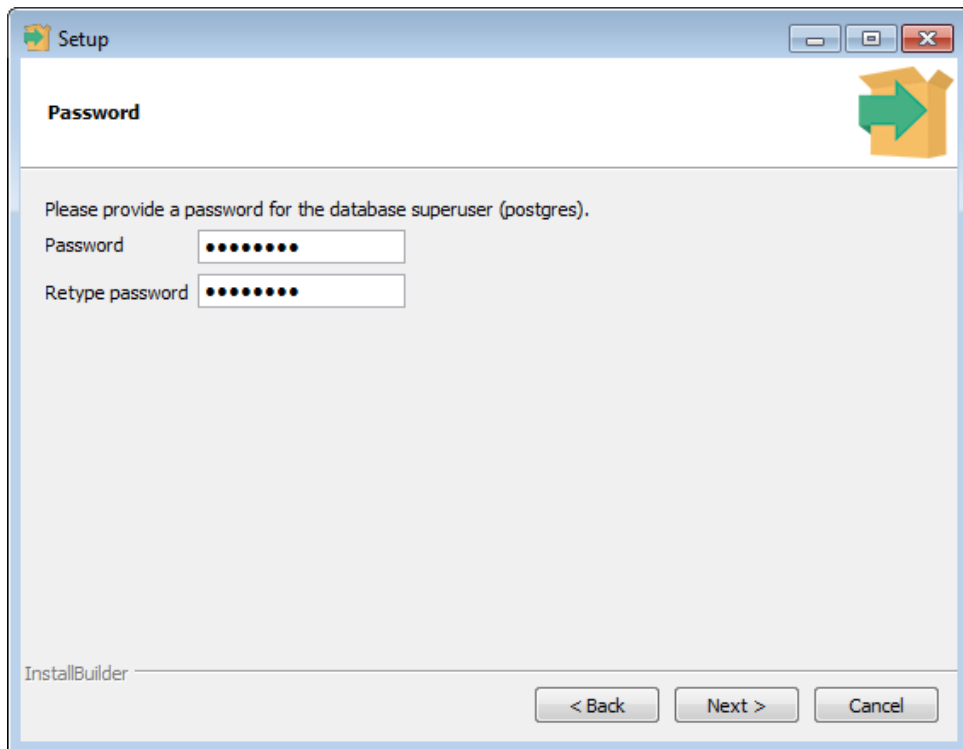 Setup
Password
Please provide a password for the database superuser (postgres).
Password ••••••••
Retype password ••••••••
InstallBuilder
< Back Next > Cancel